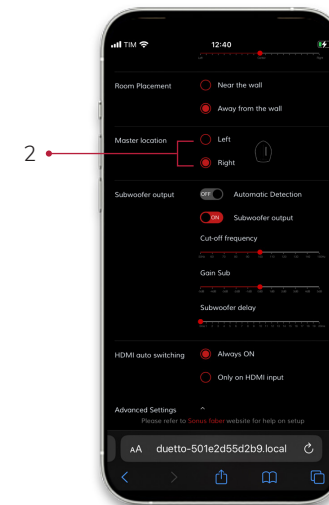 TIM
12:40
Room Placement
Near the wall
Away from the wall
2
Master location
Left
Right
Subwoofer output
OFF Automatic Detection
ON Subwoofer output
Cut-off frequency
Gain Sub
Subwoofer delay
HDMI auto switching
Always ON
Only on HDMI input
Advanced Settings
Please refer to Sonus faber website for help on setup
AA duetto-501e2d55d2b9.local